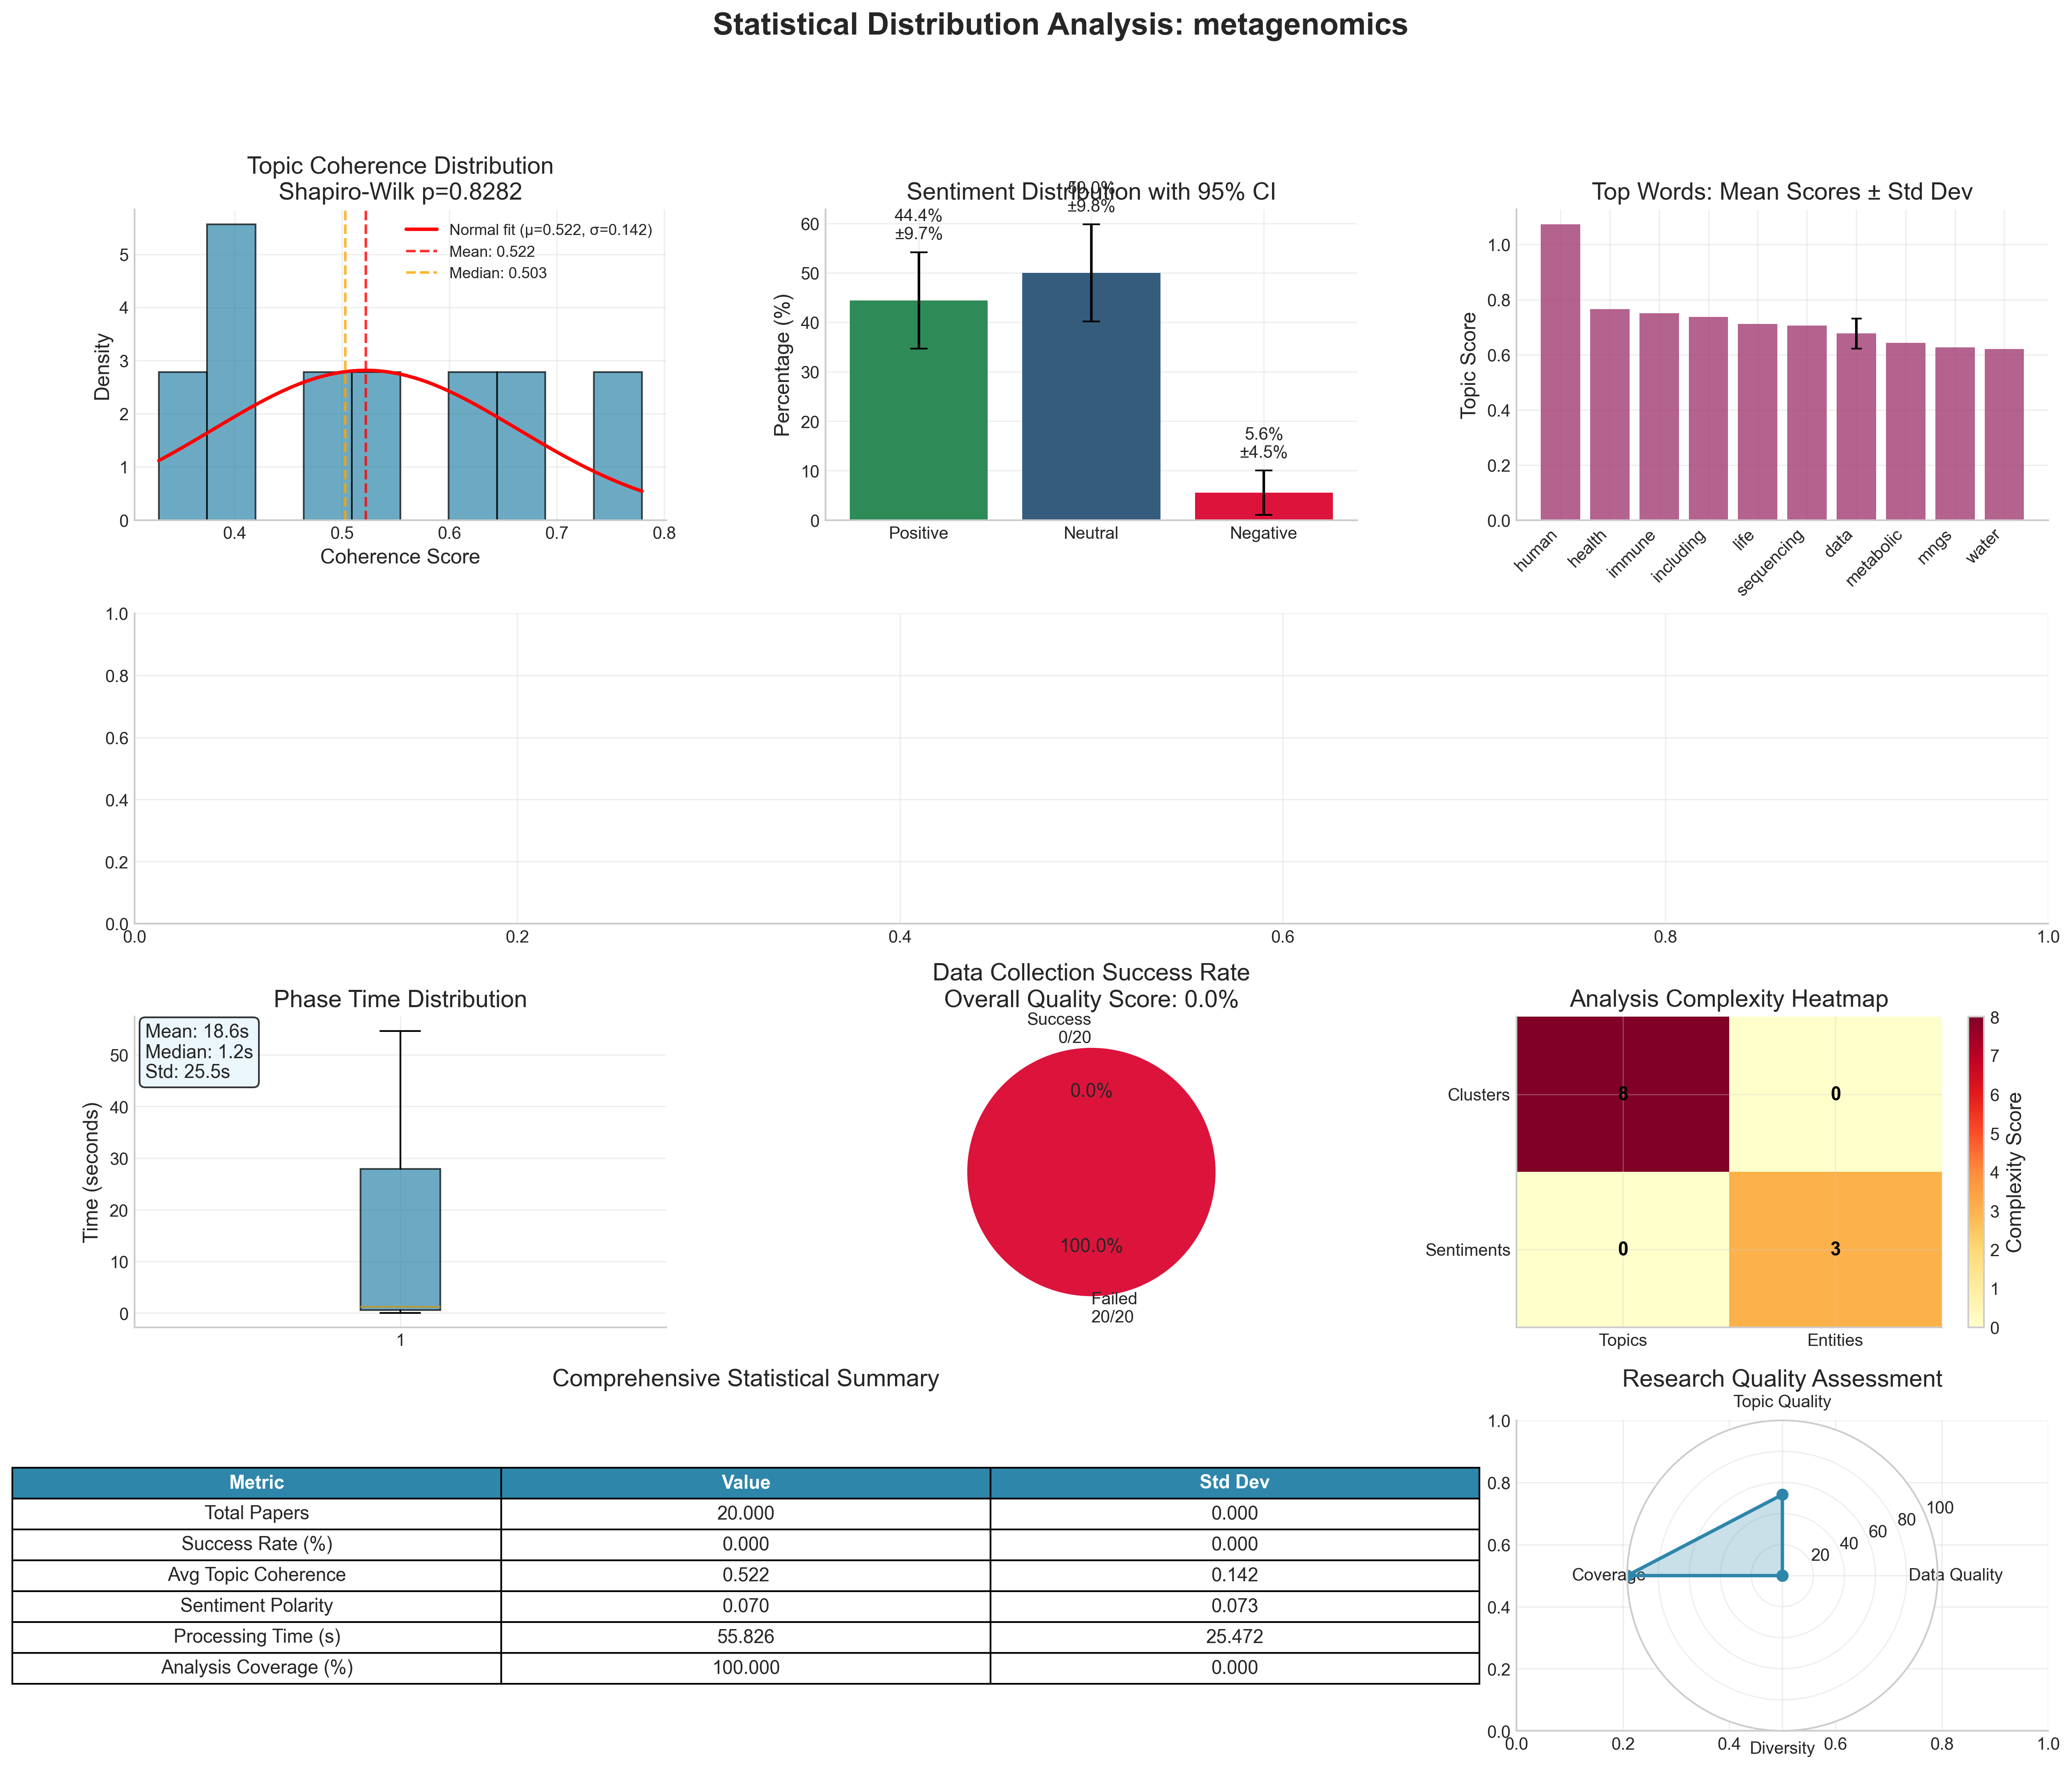 Statistical Distribution Analysis: metagenomics
Topic Coherence Distribution
Shapiro-Wilk p=0.8282
Density
5
4
3
2
1
0
Normal fit (μ=0.522, σ=0.142)
Mean: 0.522
Median: 0.503
0.4
0.5
0.6
0.7
0.8
Coherence Score
Sentiment Distribution with 95% CI
Percentage (%)
60
50
40
30
20
10
0
44.4%
±9.7%
50.0%
±9.8%
5.6%
±4.5%
Positive
Neutral
Negative
Top Words: Mean Scores ± Std Dev
Topic Score
1.0
0.8
0.6
0.4
0.2
0.0
human
health
immune
including
life
sequencing
data
metabolic
mngs
water
1.0
0.8
0.6
0.4
0.2
0.0
0.0
0.2
0.4
0.6
0.8
1.0
Phase Time Distribution
Time (seconds)
50
40
30
20
10
0
Mean: 18.6s
Median: 1.2s
Std: 25.5s
1
Data Collection Success Rate
Overall Quality Score: 0.0%
Success
0/20
0.0%
100.0%
Failed
20/20
Analysis Complexity Heatmap
Clusters
8
0
Sentiments
0
3
Topics
Entities
8
7
6
5
4
3
2
1
0
Complexity Score
Comprehensive Statistical Summary
Metric Value Std Dev
Total Papers 20.000 0.000
Success Rate (%) 0.000 0.000
Avg Topic Coherence 0.522 0.142
Sentiment Polarity 0.070 0.073
Processing Time (s) 55.826 25.472
Analysis Coverage (%) 100.000 0.000
Research Quality Assessment
Topic Quality
1.0
0.8
0.6
0.4
0.2
0.0
100
80
60
40
20
Coverage
Data Quality
Diversity
0.0
0.2
0.4
0.6
0.8
1.0